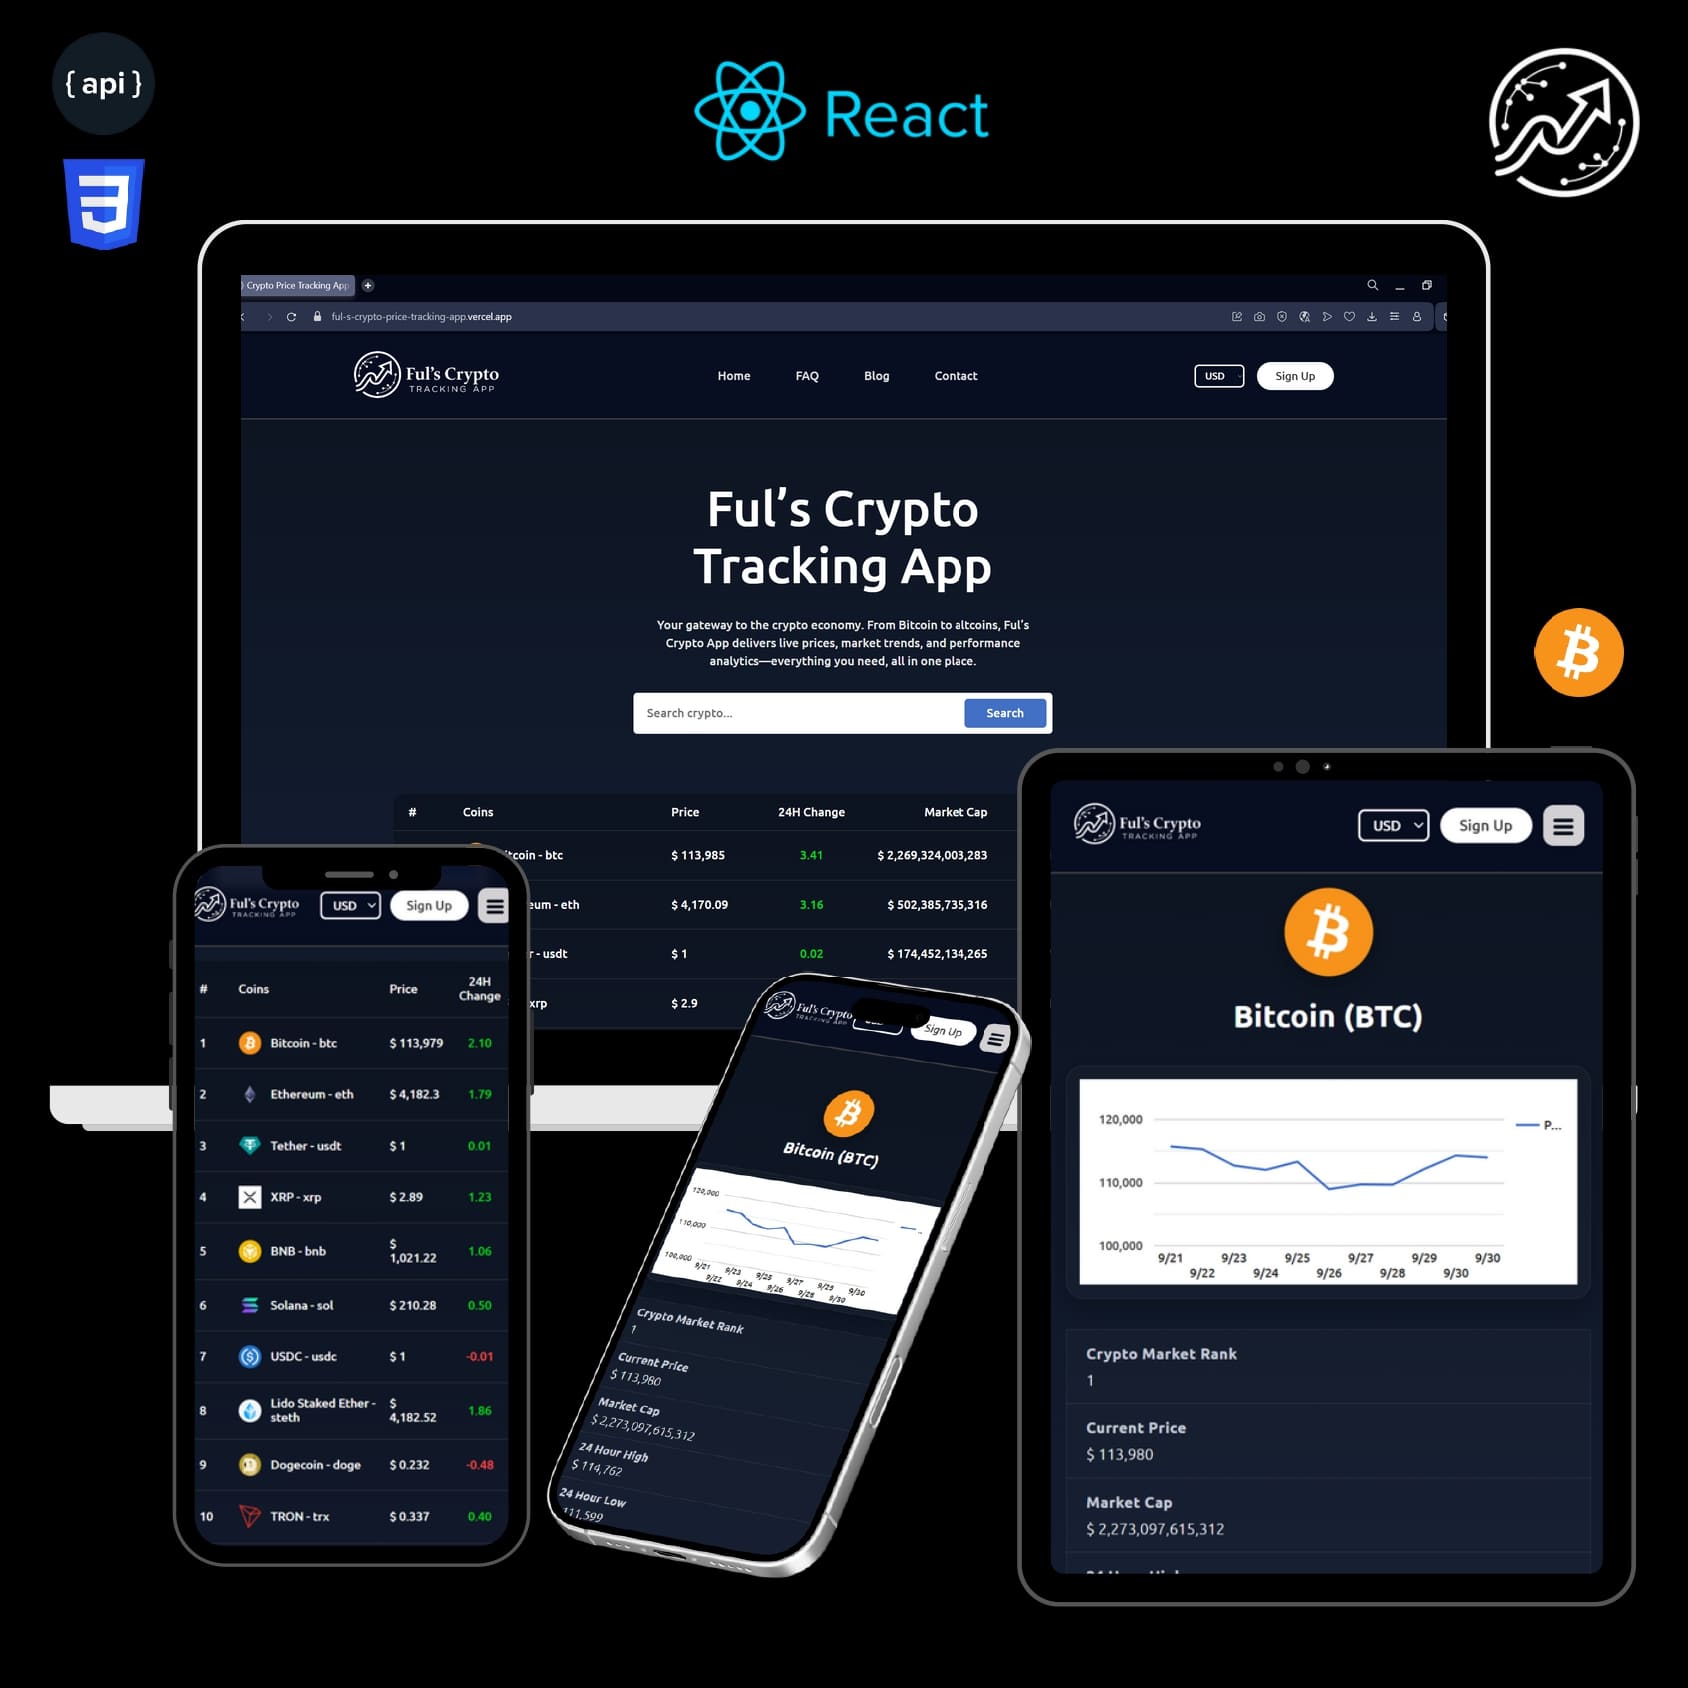 { api }
React
Crypto Price Tracking App
ful-s-crypto-price-tracking-app.vercel.app
Ful's Crypto
TRACKING APP
Home FAQ Blog Contact
USD Sign Up
Ful's Crypto
Tracking App
Your gateway to the crypto economy. From Bitcoin to altcoins, Ful's
Crypto App delivers live prices, market trends, and performance
analytics—everything you need, all in one place.
Search crypto...
Search
# Coins Price 24H Change Market Cap
itcoin - btc $ 113,985 3.41 $ 2,269,324,003,283
eum - eth $ 4,170.09 3.16 $ 502,385,735,316
r - usdt $ 1 0.02 $ 174,452,134,265
xrp $ 2.9
Ful's Crypto
TRACKING APP
USD Sign Up
# Coins Price 24H
Change
1 Bitcoin - btc $ 113,979 2.10
2 Ethereum - eth $ 4,182.3 1.79
3 Tether - usdt $ 1 0.01
4 XRP - xrp $ 2.89 1.23
5 BNB - bnb $
1,021.22 1.06
6 Solana - sol $ 210.28 0.50
7 USDC - usdc $ 1 -0.01
8 Lido Staked Ether -
steth $
4,182.52 1.86
9 Dogecoin - doge $ 0.232 -0.48
10 TRON - trx $ 0.337 0.40
Ful's Crypto
TRACKING APP
Sign Up
Bitcoin (BTC)
120,000
110,000
100,000
9/21 9/23 9/25 9/27 9/29 9/30
9/22 9/24 9/26 9/28 9/30
Crypto Market Rank
1
Current Price
$ 113,980
Market Cap
$ 2,273,097,615,312
24 Hour High
$ 114,762
24 Hour Low
111,599
Ful's Crypto
TRACKING APP
USD Sign Up
Bitcoin (BTC)
120,000
P...
110,000
100,000
9/21 9/23 9/25 9/27 9/29 9/30
9/22 9/24 9/26 9/28 9/30
Crypto Market Rank
1
Current Price
$ 113,980
Market Cap
$ 2,273,097,615,312